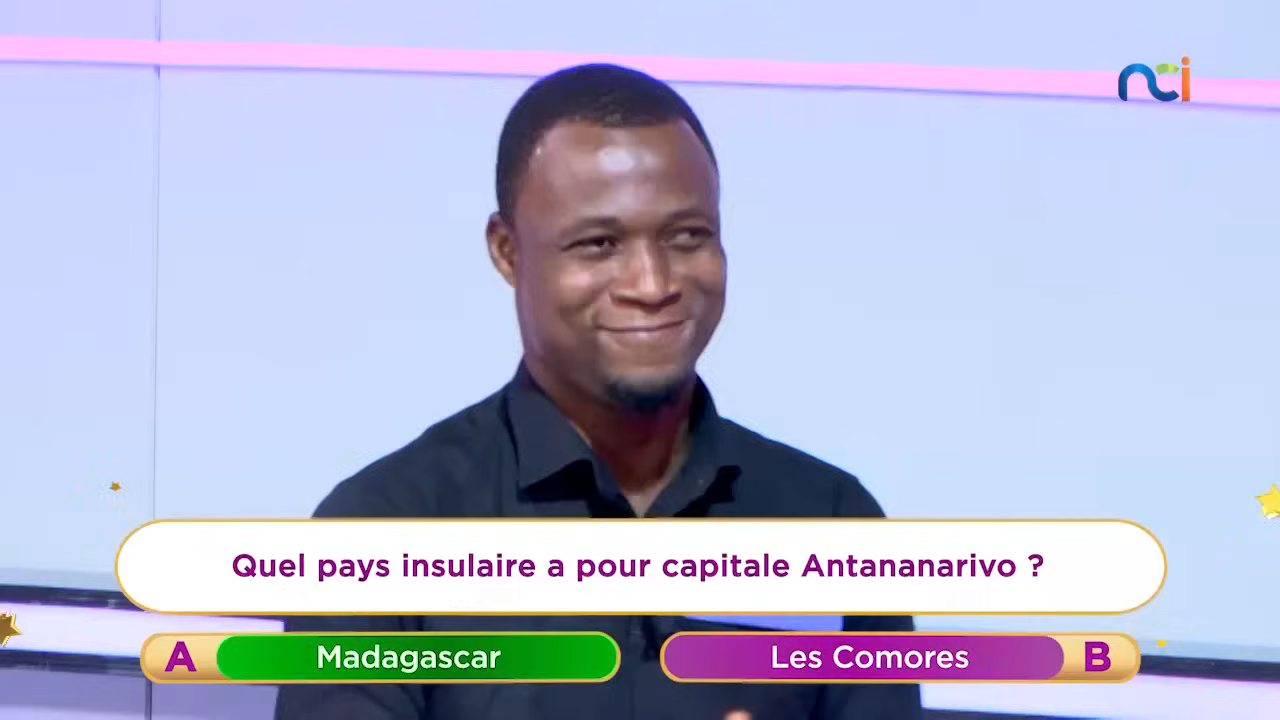 nci
Quel pays insulaire a pour capitale Antananarivo ?
A Madagascar
Les Comores B